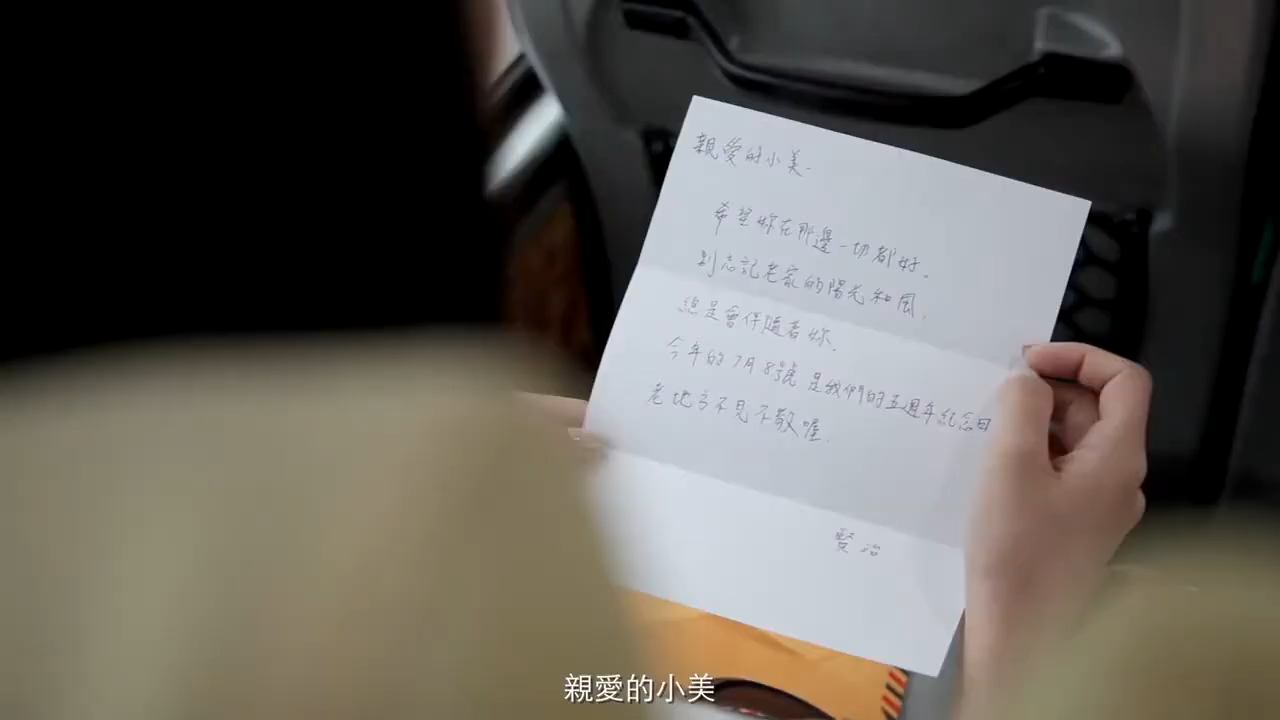 親愛的小美.
希望妳在那邊一切都好.
別忘記老家的陽光和風.
總是會伴隨著妳.
今年的7月8號是我們的五週年紀念日
老地方不見不散喔.
賢治
親愛的小美